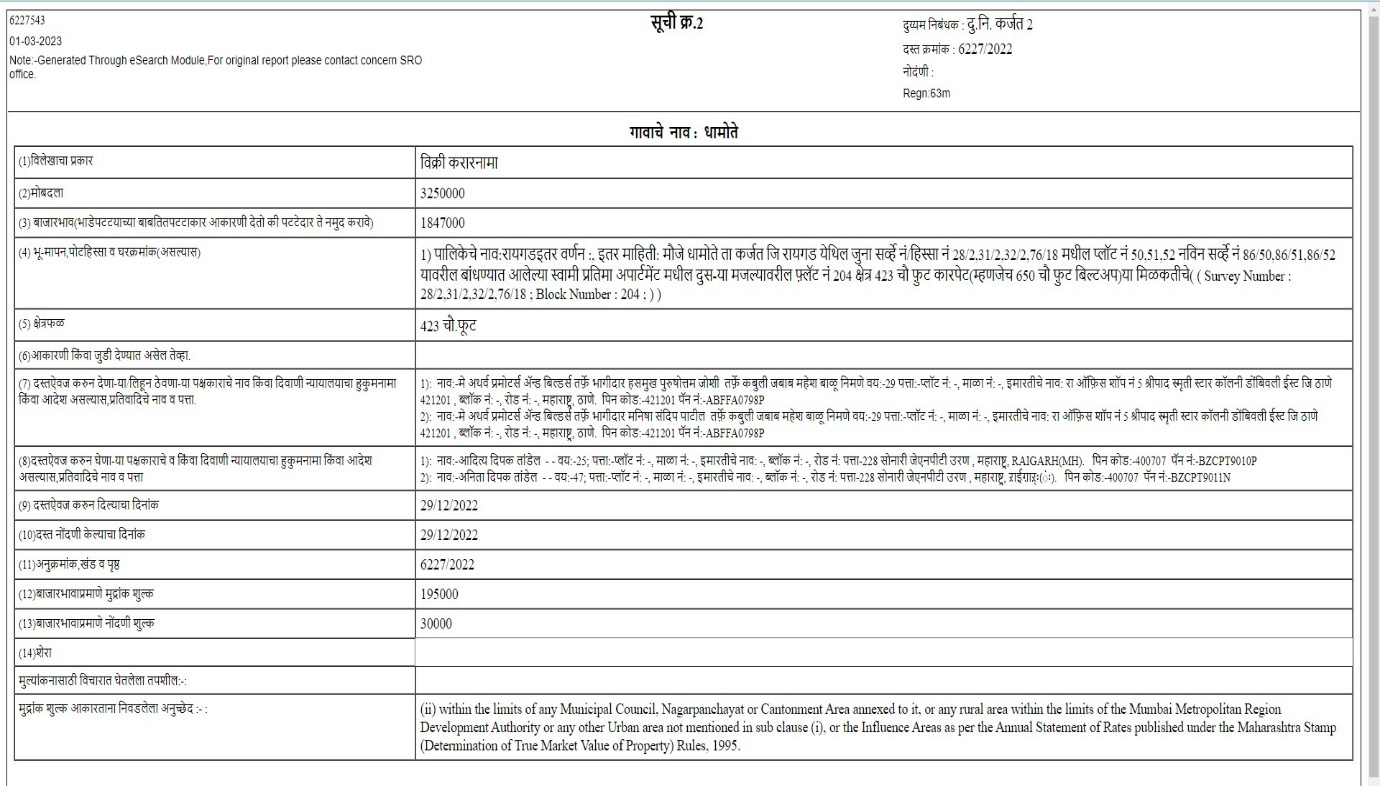 6227543
सूची क्र.2
दुय्यम निबंधक : दु.नि. कर्जत 2
01-03-2023
दस्त क्रमांक : 6227/2022
Note:-Generated Through eSearch Module,For original report please contact concern SRO
office.
नोदंणी :
Regn:63m
गावाचे नाव : धामोते
(1)विलेखाचा प्रकार
विक्री करारनामा
(2)मोबदला
3250000
(3) बाजारभाव(भाडेपटटयाच्या बाबतितपटटाकार आकारणी देतो की पटटेदार ते नमुद करावे)
1847000
(4) भू-मापन,पोटहिस्सा व घरक्रमांक(असल्यास)
1) पालिकेचे नाव:रायगडइतर वर्णन :, इतर माहिती: मौजे धामोते ता कर्जत जि रायगड येथिल जुना सर्व्हे नं/हिस्सा नं 28/2,31/2,32/2,76/18 मधील प्लॉट नं 50,51,52 नविन सर्व्हे नं 86/50,86/51,86/52
यावरील बांधण्यात आलेल्या स्वामी प्रतिमा अपार्टमेंट मधील दुस-या मजल्यावरील फ़्लॅट नं 204 क्षेत्र 423 चौ फ़ुट कारपेट(म्हणजेच 650 चौ फ़ुट बिल्टअप)या मिळकतीचे( ( Survey Number :
28/2,31/2,32/2,76/18 ; Block Number : 204 ; ) )
(5) क्षेत्रफळ
423 चौ.फूट
(6)आकारणी किंवा जुडी देण्यात असेल तेव्हा.
(7) दस्तऐवज करुन देणा-या/लिहून ठेवणा-या पक्षकाराचे नाव किंवा दिवाणी न्यायालयाचा हुकुमनामा
किंवा आदेश असल्यास,प्रतिवादिचे नाव व पत्ता.
1): नाव:-मे अथर्व प्रमोटर्स ॲन्ड बिल्डर्स तर्फे भागीदार हसमुख पुरुषोत्तम जोशी तर्फे कबुली जबाब महेश बाळू निमणे वय:-29 पत्ता:-प्लॉट नं: -, माळा नं: -, इमारतीचे नाव: रा ऑफ़िस शॉप नं 5 श्रीपाद स्मृती स्टार कॉलनी डोंबिवली ईस्ट जि ठाणे
421201 , ब्लॉक नं: -, रोड नं: -, महाराष्ट्र, ठाणे. पिन कोड:-421201 पॅन नं:-ABFFA0798P
2): नाव:-मे अथर्व प्रमोटर्स ॲन्ड बिल्डर्स तर्फे भागीदार मनिषा संदिप पाटील तर्फे कबुली जबाब महेश बाळू निमणे वय:-29 पत्ता:-प्लॉट नं: -, माळा नं: -, इमारतीचे नाव: रा ऑफ़िस शॉप नं 5 श्रीपाद स्मृती स्टार कॉलनी डोंबिवली ईस्ट जि ठाणे
421201 , ब्लॉक नं: -, रोड नं: -, महाराष्ट्र, ठाणे. पिन कोड:-421201 पॅन नं:-ABFFA0798P
(8)दस्तऐवज करुन घेणा-या पक्षकाराचे व किंवा दिवाणी न्यायालयाचा हुकुमनामा किंवा आदेश
असल्यास,प्रतिवादिचे नाव व पत्ता
1): नाव:-आदित्य दिपक तांडेल - - वय:-25; पत्ता:-प्लॉट नं: -, माळा नं: -, इमारतीचे नाव: -, ब्लॉक नं: -, रोड नं: पत्ता-228 सोनारी जेएनपीटी उरण , महाराष्ट्र, RAIGARH(MH). पिन कोड:-400707 पॅन नं:-BZCPT9010P
2): नाव:-अनिता दिपक तांडेल - - वय:-47; पत्ता:-प्लॉट नं: -, माळा नं: -, इमारतीचे नाव: -, ब्लॉक नं: -, रोड नं: पत्ता-228 सोनारी जेएनपीटी उरण , महाराष्ट्र, पिन कोड:-400707 पॅन नं:-BZCPT9011N
(9) दस्तऐवज करुन दिल्याचा दिनांक
29/12/2022
(10)दस्त नोंदणी केल्याचा दिनांक
29/12/2022
(11)अनुक्रमांक,खंड व पृष्ठ
6227/2022
(12)बाजारभावाप्रमाणे मुद्रांक शुल्क
195000
(13)बाजारभावाप्रमाणे नोंदणी शुल्क
30000
(14)शेरा
मुल्यांकनासाठी विचारात घेतलेला तपशील:-:
मुद्रांक शुल्क आकारताना निवडलेला अनुच्छेद :- :
(ii) within the limits of any Municipal Council, Nagarpanchayat or Cantonment Area annexed to it, or any rural area within the limits of the Mumbai Metropolitan Region
Development Authority or any other Urban area not mentioned in sub clause (i), or the Influence Areas as per the Annual Statement of Rates published under the Maharashtra Stamp
(Determination of True Market Value of Property) Rules, 1995.